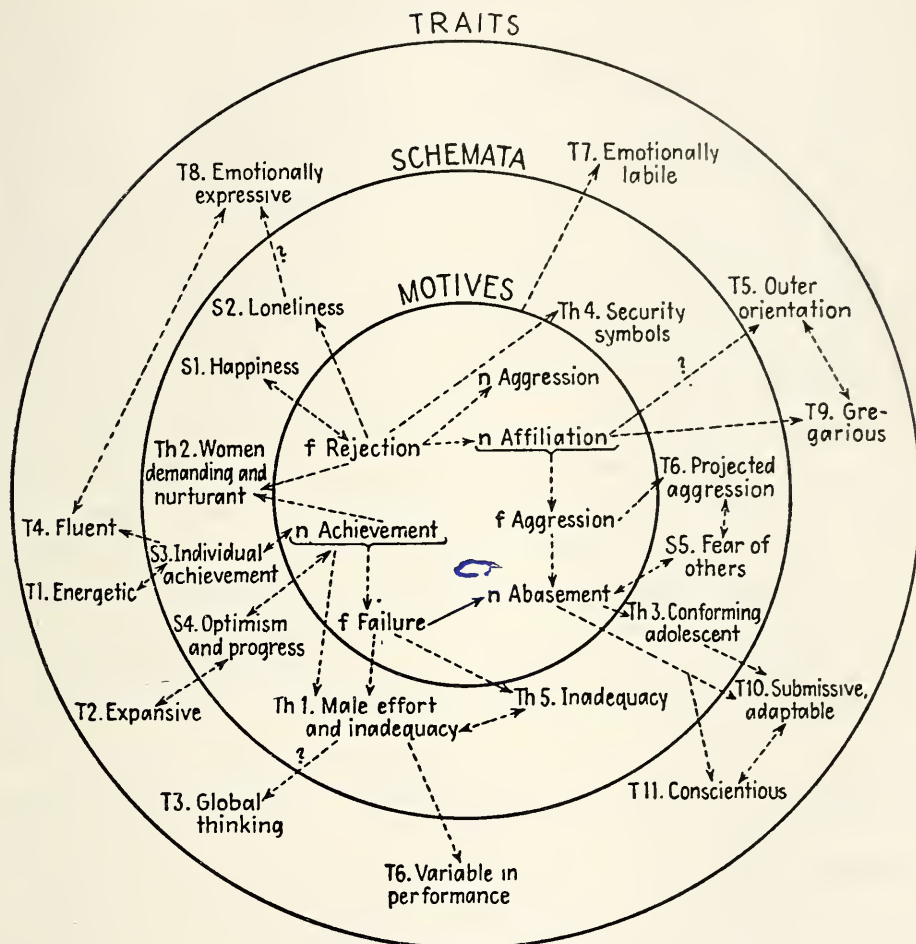 TRAITS
T7. Emotionally
labile
SCHEMATA
T8. Emotionally
expressive
?
MOTIVES
T5. Outer
orientation
S2. Loneliness
Th 4. Security
symbols
S1. Happiness
n Aggression
?
T9. Gre-
garious
f Rejection
n Affiliation
Th 2. Women
demanding and
nurturant
T6. Projected
aggression
T4. Fluent
n Achievement
f Aggression
S3. Individual
achievement
S5. Fear of
others
T1. Energetic
n Abasement
S4. Optimism
and progress
f Failure
Th 3. Conforming
adolescent
T2. Expansive
Th 1. Male effort
and inadequacy
Th 5. Inadequacy
T10. Submissive,
adaptable
?
T3. Global
thinking
T11. Conscientious
T6. Variable in
performance